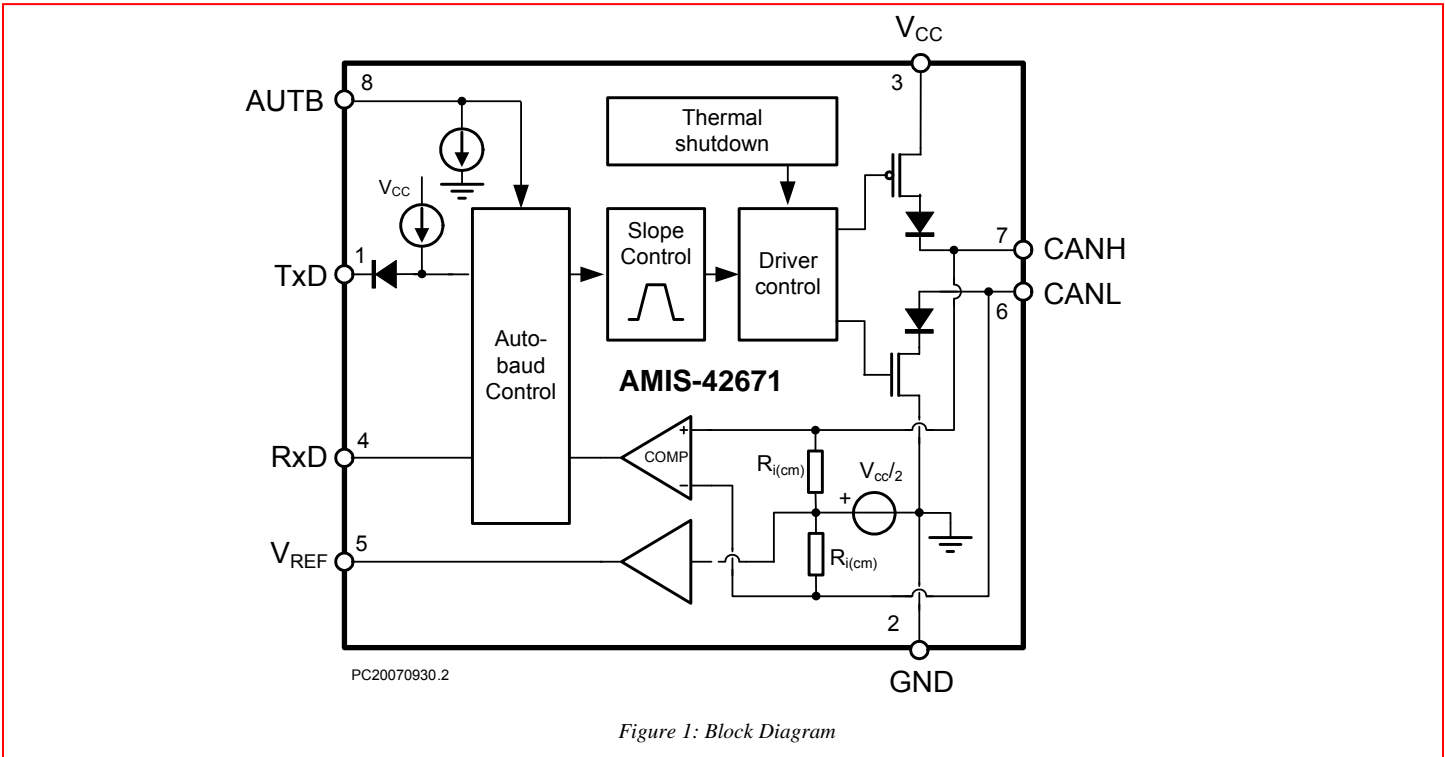 VCC
3
8
AUTB
Thermal
shutdown
VCC
1
TxD
Slope
Control
Driver
control
7
CANH
CANL
6
Auto-
baud
Control
AMIS-42671
4
RxD
+
COMP
−
Ri(cm)
Vcc/2
+
5
VREF
Ri(cm)
2
GND
PC20070930.2
Figure 1: Block Diagram